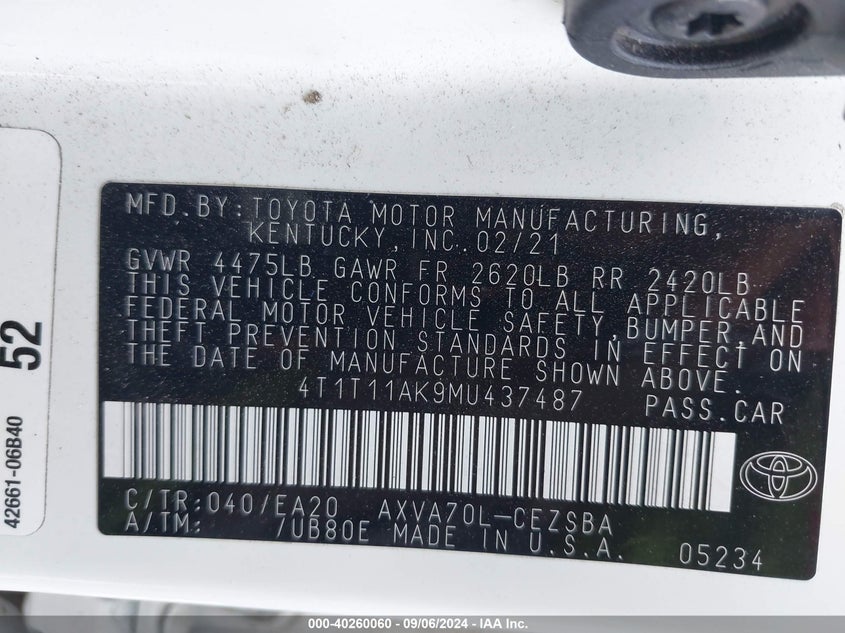 MFD.BY:TOYOTA MOTOR MANUFACTURING,
KENTUCKY,INC.02/21
GVWR 4475LB GAWR FR 2620LB RR 2420LB
THIS VEHICLE CONFORMS TO ALL APPLICABLE
FEDERAL MOTOR VEHICLE SAFETY,BUMPER,AND
THEFT PREVENTION STANDARDS IN EFFECT ON
THE DATE OF MANUFACTURE SHOWN ABOVE.
4T1T11AK9MU437487 PASS.CAR
C/TR:040/EA20 AXVA70L-CEZSBA
A/TM: 7UB80E MADE IN U.S.A. 05234
52
42661-06B40
000-40260060 - 09/06/2024 - IAA Inc.